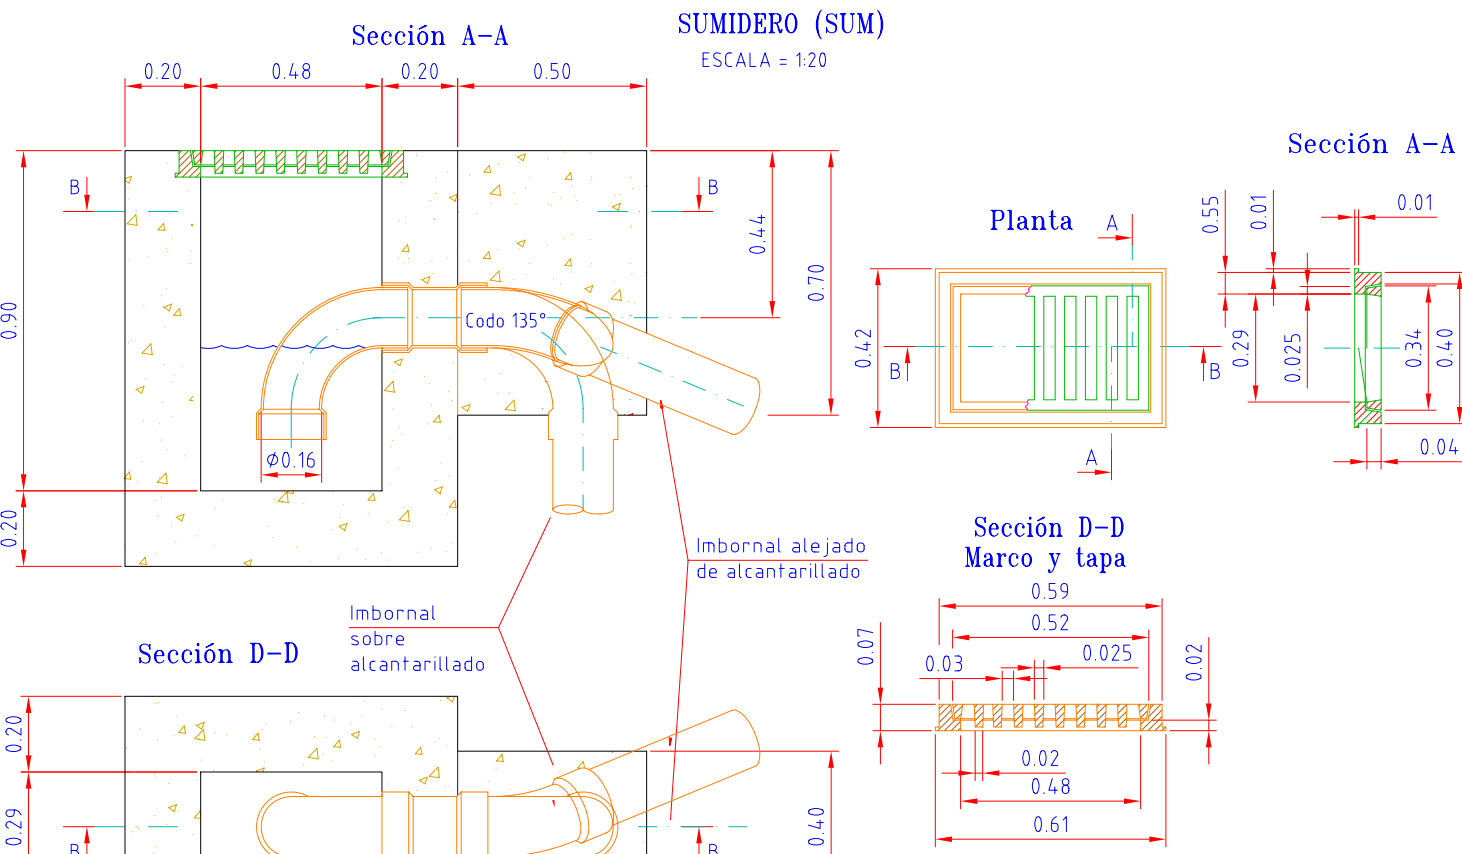 SUMIDERO (SUM)
ESCALA = 1:20
Sección A-A
0.20
0.48
0.20
0.50
B
B
0.90
0.44
0.70
Codo 135°
Ø0.16
0.20
Imbornal alejado
de alcantarillado
Imbornal
sobre
alcantarillado
Sección D-D
0.20
0.29
B
B
0.40
Planta
A
0.42
B
B
A
Sección A-A
0.55
0.01
0.01
0.29
0.025
0.34
0.40
0.04
Sección D-D
Marco y tapa
0.59
0.52
0.07
0.03
0.025
0.02
0.02
0.48
0.61